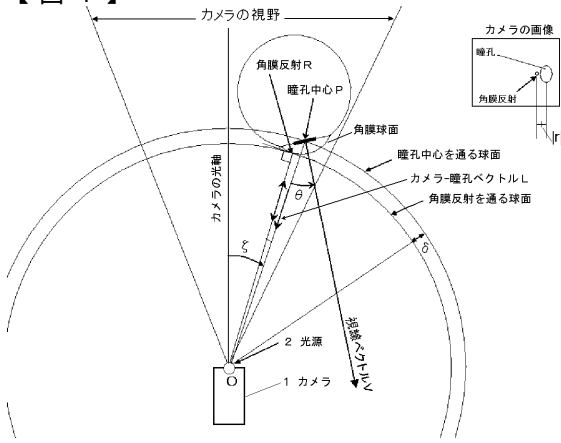 【図4】
カメラの視野
カメラの画像
瞳孔
角膜反射
|r|
角膜反射R
瞳孔中心P
角膜球面
瞳孔中心を通る球面
カメラ-瞳孔ベクトルL
角膜反射を通る球面
カメラの光軸
θ
δ
ζ
視線ベクトルV
2 光源
O
1 カメラ